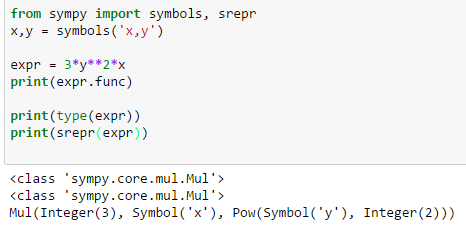 from sympy import symbols, srepr
x,y = symbols('x,y')
expr = 3*y**2*x
print(expr.func)
print(type(expr))
print(srepr(expr))
<class 'sympy.core.mul.Mul'>
<class 'sympy.core.mul.Mul'>
Mul(Integer(3), Symbol('x'), Pow(Symbol('y'), Integer(2)))